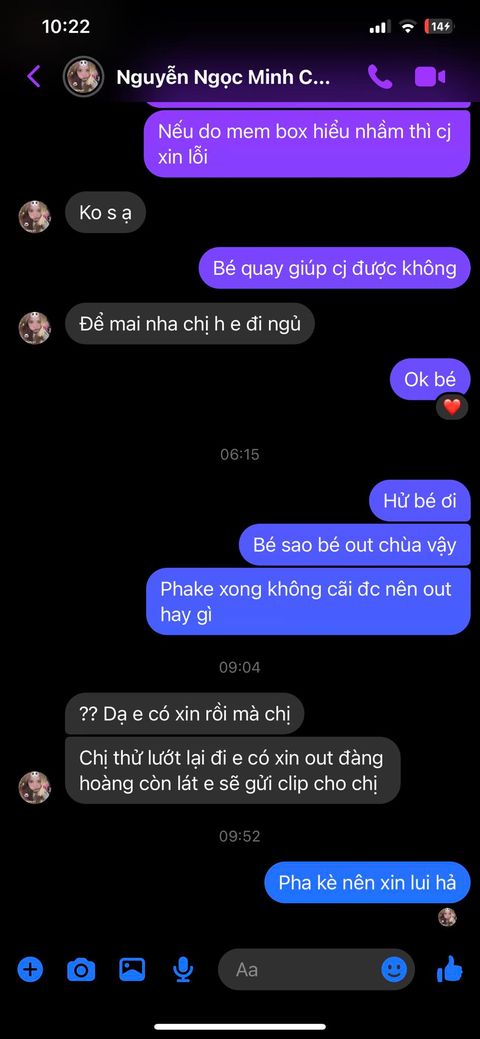 10:22
14
Nguyễn Ngọc Minh C...
Nếu do mem box hiểu nhầm thì cj
xin lỗi
Ko s ạ
Bé quay giúp cj được không
Để mai nha chị h e đi ngủ
Ok bé
06:15
Hử bé ơi
Bé sao bé out chùa vậy
Phake xong không cãi đc nên out
hay gì
09:04
?? Dạ e có xin rồi mà chị
Chị thử lướt lại đi e có xin out đàng
hoàng còn lát e sẽ gửi clip cho chị
09:52
Pha kè nên xin lui hả
Aa